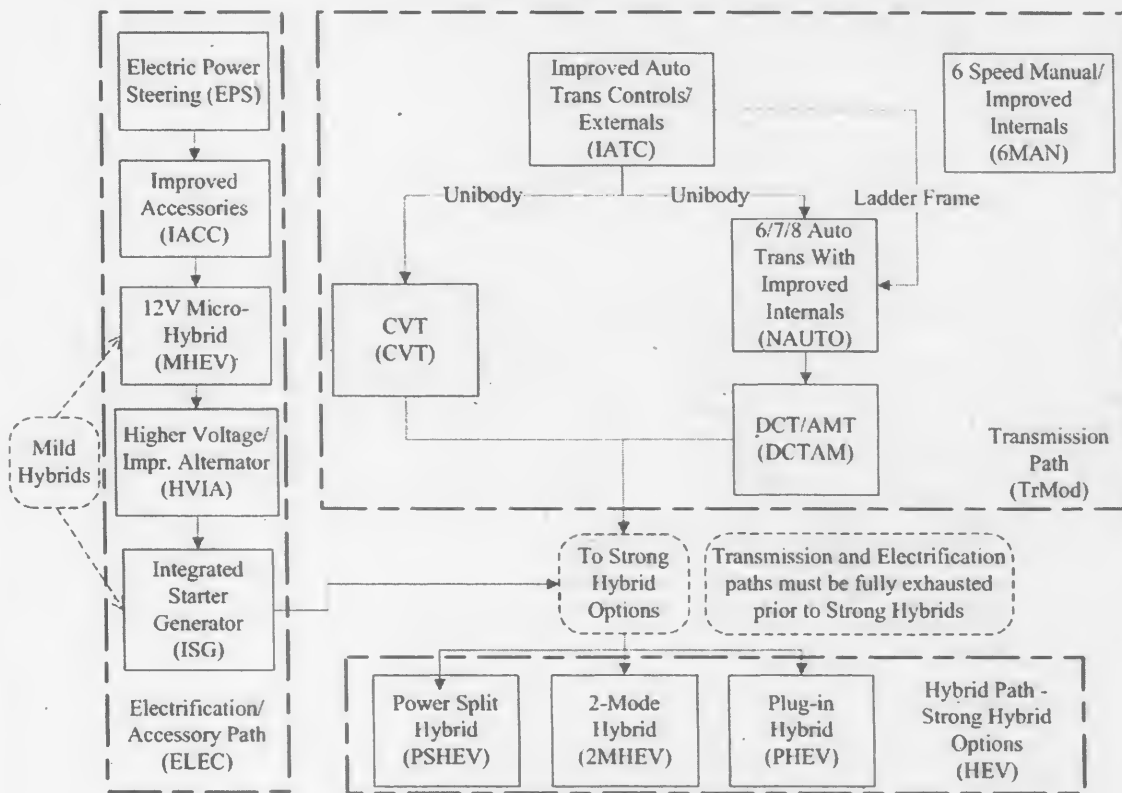 Electric Power
Steering (EPS)
Improved
Accessories
(IACC)
12V Micro-
Hybrid
(MHEV)
Higher Voltage/
Impr. Alternator
(HVIA)
Integrated
Starter
Generator
(ISG)
Electrification/
Accessory Path
(ELEC)
Mild
Hybrids
Improved Auto
Trans Controls/
Externals
(IATC)
6 Speed Manual/
Improved
Internals
(6MAN)
Unibody
Unibody
Ladder Frame
CVT
(CVT)
6/7/8 Auto
Trans With
Improved
Internals
(NAUTO)
DCT/AMT
(DCTAM)
Transmission
Path
(TrMod)
To Strong
Hybrid
Options
Transmission and Electrification
paths must be fully exhausted
prior to Strong Hybrids
Power Split
Hybrid
(PSHEV)
2-Mode
Hybrid
(2MHEV)
Plug-in
Hybrid
(PHEV)
Hybrid Path -
Strong Hybrid
Options
(HEV)